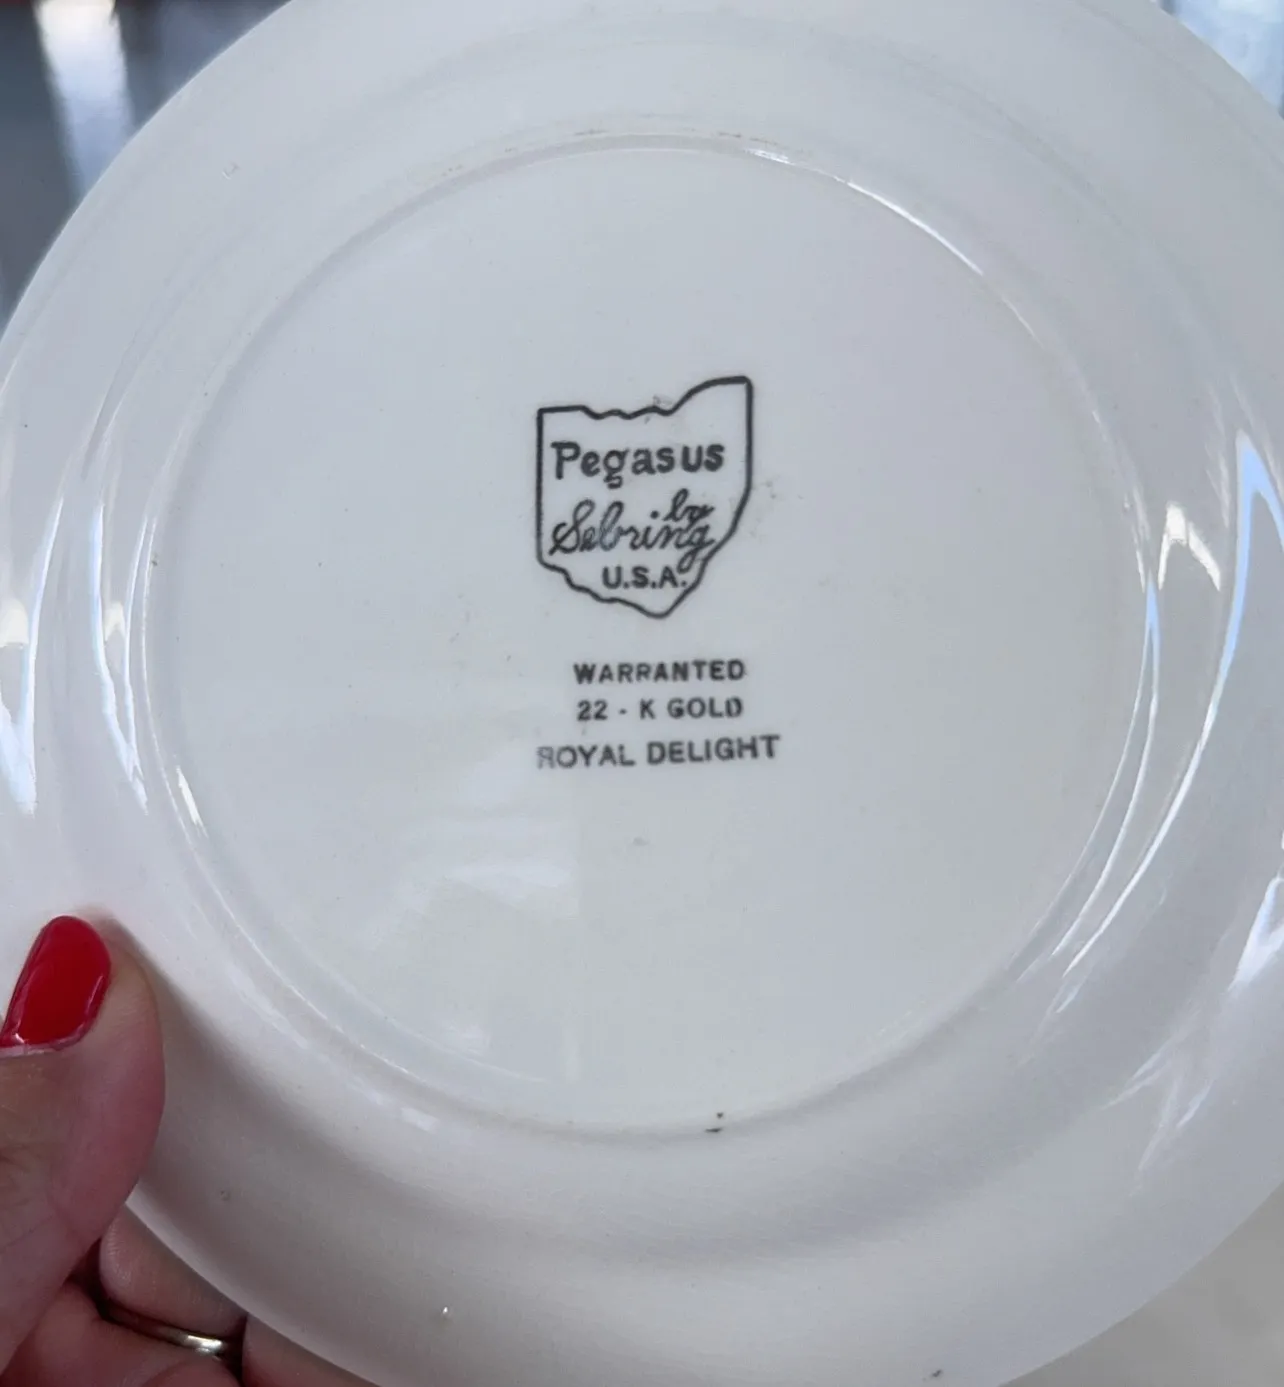 Pegasus
by
Sebring
U.S.A.
WARRANTED
22 - K GOLD
ROYAL DELIGHT